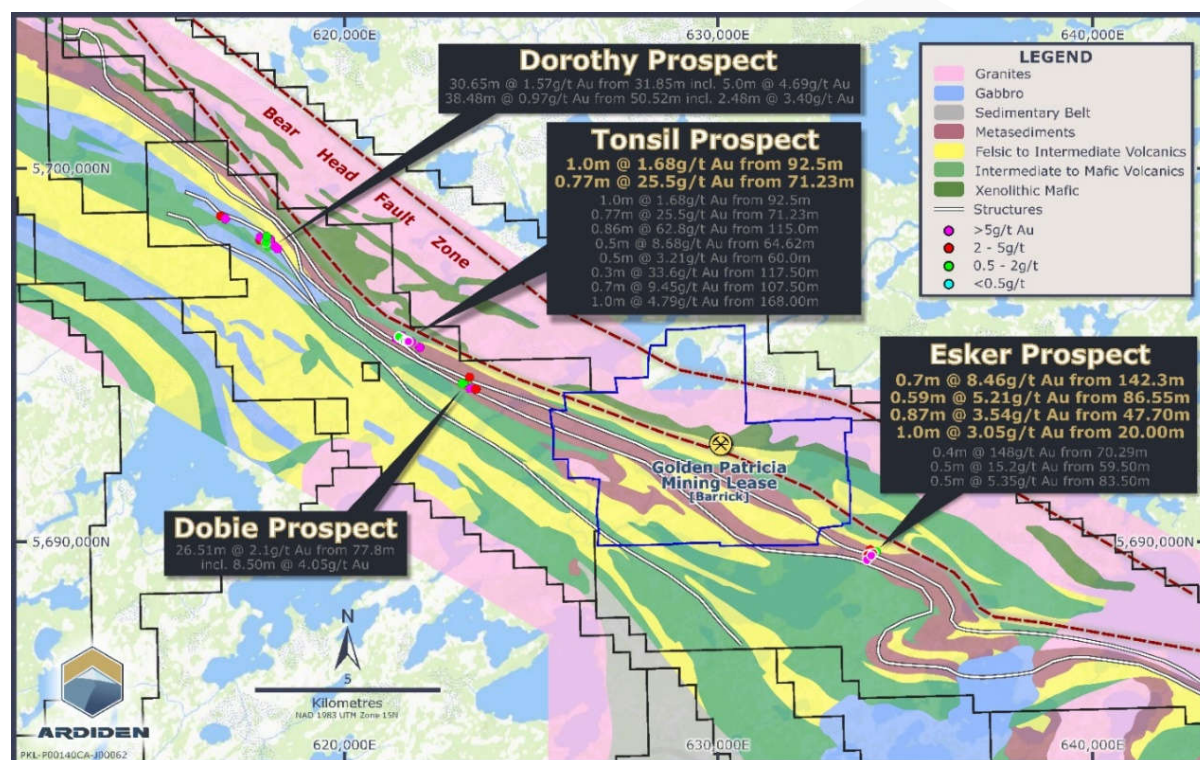 620,000E
630,000E
640,000E
5,700,000N
Dorothy Prospect
30.65m @ 1.57g/t Au from 31.85m incl. 5.0m @ 4.69g/t Au
38.48m @ 0.97g/t Au from 50.52m incl. 2.48m @ 3.40g/t Au
LEGEND
Granites
Gabbro
Sedimentary Belt
Metasediments
Felsic to Intermediate Volcanics
Intermediate to Mafic Volcanics
Xenolithic Mafic
Structures
>5g/t Au
2 - 5g/t
0.5 - 2g/t
<0.5g/t
Bear Head Fault Zone
Tonsil Prospect
1.0m @ 1.68g/t Au from 92.5m
0.77m @ 25.5g/t Au from 71.23m
1.0m @ 1.68g/t Au from 92.5m
0.77m @ 25.5g/t Au from 71.23m
0.86m @ 62.8g/t Au from 115.0m
0.5m @ 8.68g/t Au from 64.62m
0.5m @ 3.21g/t Au from 60.0m
0.3m @ 33.6g/t Au from 117.50m
0.7m @ 9.45g/t Au from 107.50m
1.0m @ 4.79g/t Au from 168.00m
Esker Prospect
0.7m @ 8.46g/t Au from 142.3m
0.59m @ 5.21g/t Au from 86.55m
0.87m @ 3.54g/t Au from 47.70m
1.0m @ 3.05g/t Au from 20.00m
0.4m @ 148g/t Au from 70.29m
0.5m @ 15.2g/t Au from 59.50m
0.5m @ 5.35g/t Au from 83.50m
Golden Patricia
Mining Lease
[Barrick]
Dobie Prospect
26.51m @ 2.1g/t Au from 77.8m
incl. 8.50m @ 4.05g/t Au
5,690,000N
5,690,000N
N
5
Kilometres
NAD 1983 UTM Zone 15N
ARDIDEN
PKL-P00140CA-J00062
620,000E
630,000E
640,000E